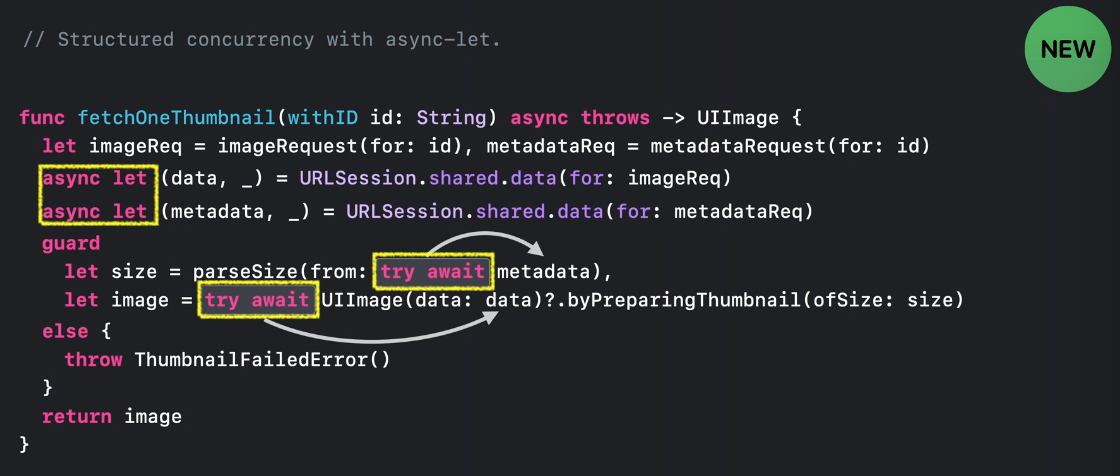 // Structured concurrency with async-let.
NEW
func fetchOneThumbnail(withID id: String) async throws -> UIImage {
let imageReq = imageRequest(for: id), metadataReq = metadataRequest(for: id)
async let (data, _) = URLSession.shared.data(for: imageReq)
async let (metadata, _) = URLSession.shared.data(for: metadataReq)
guard
let size = parseSize(from: try await metadata),
let image = try await UIImage(data: data)?.byPreparingThumbnail(ofSize: size)
else {
throw ThumbnailFailedError()
}
return image
}